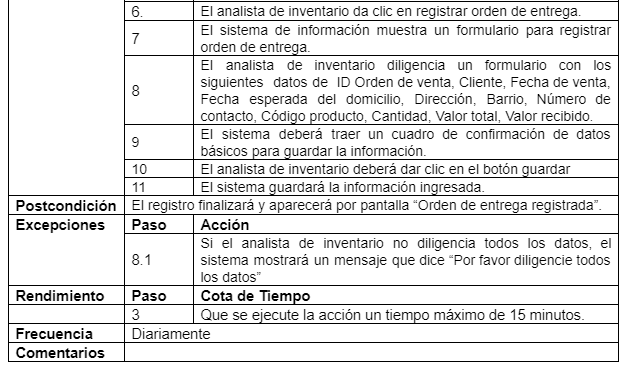 6. El analista de inventario da clic en registrar orden de entrega.
7 El sistema de información muestra un formulario para registrar
orden de entrega.
8 El analista de inventario diligencia un formulario con los
siguientes datos de ID Orden de venta, Cliente, Fecha de venta,
Fecha esperada del domicilio, Dirección, Barrio, Número de
contacto, Código producto, Cantidad, Valor total, Valor recibido.
9 El sistema deberá traer un cuadro de confirmación de datos
básicos para guardar la información.
10 El analista de inventario deberá dar clic en el botón guardar
11 El sistema guardará la información ingresada.
Postcondición El registro finalizará y aparecerá por pantalla “Orden de entrega registrada”.
Excepciones Paso Acción
8.1 Si el analista de inventario no diligencia todos los datos, el
sistema mostrará un mensaje que dice “Por favor diligencie todos
los datos”
Rendimiento Paso Cota de Tiempo
3 Que se ejecute la acción un tiempo máximo de 15 minutos.
Frecuencia Diariamente
Comentarios